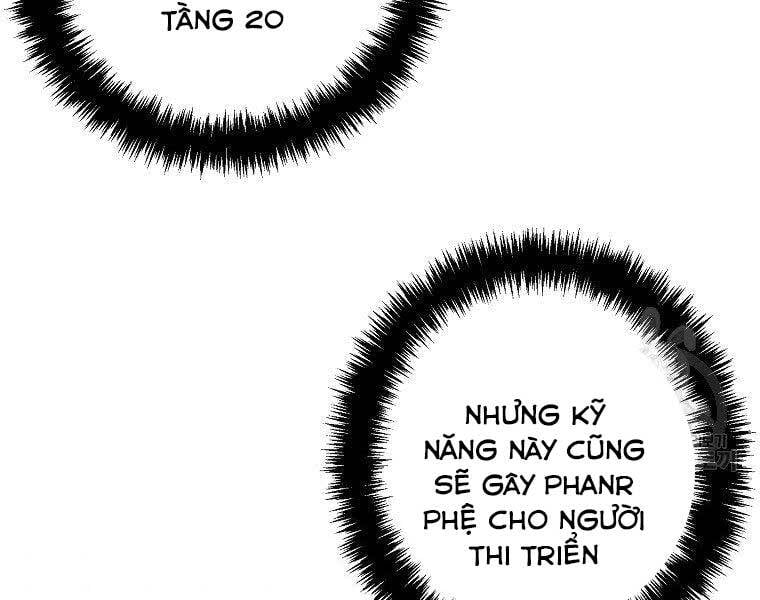 TẦNG 20
NHƯNG KỸ
NĂNG NÀY CŨNG
SẼ GÂY PHANR
PHỆ CHO NGƯỜI
THI TRIỂN